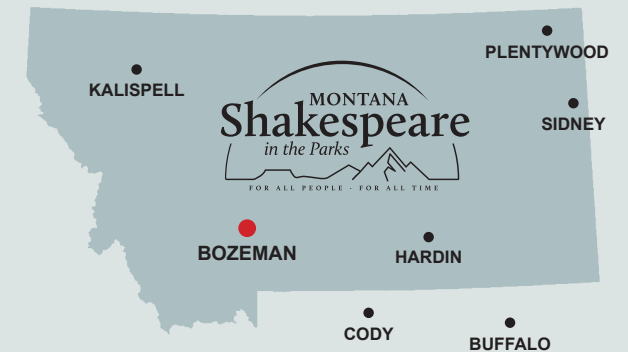 PLENTYWOOD
KALISPELL
MONTANA
Shakespeare
in the Parks
FOR ALL PEOPLE · FOR ALL TIME
SIDNEY
BOZEMAN
HARDIN
CODY
BUFFALO